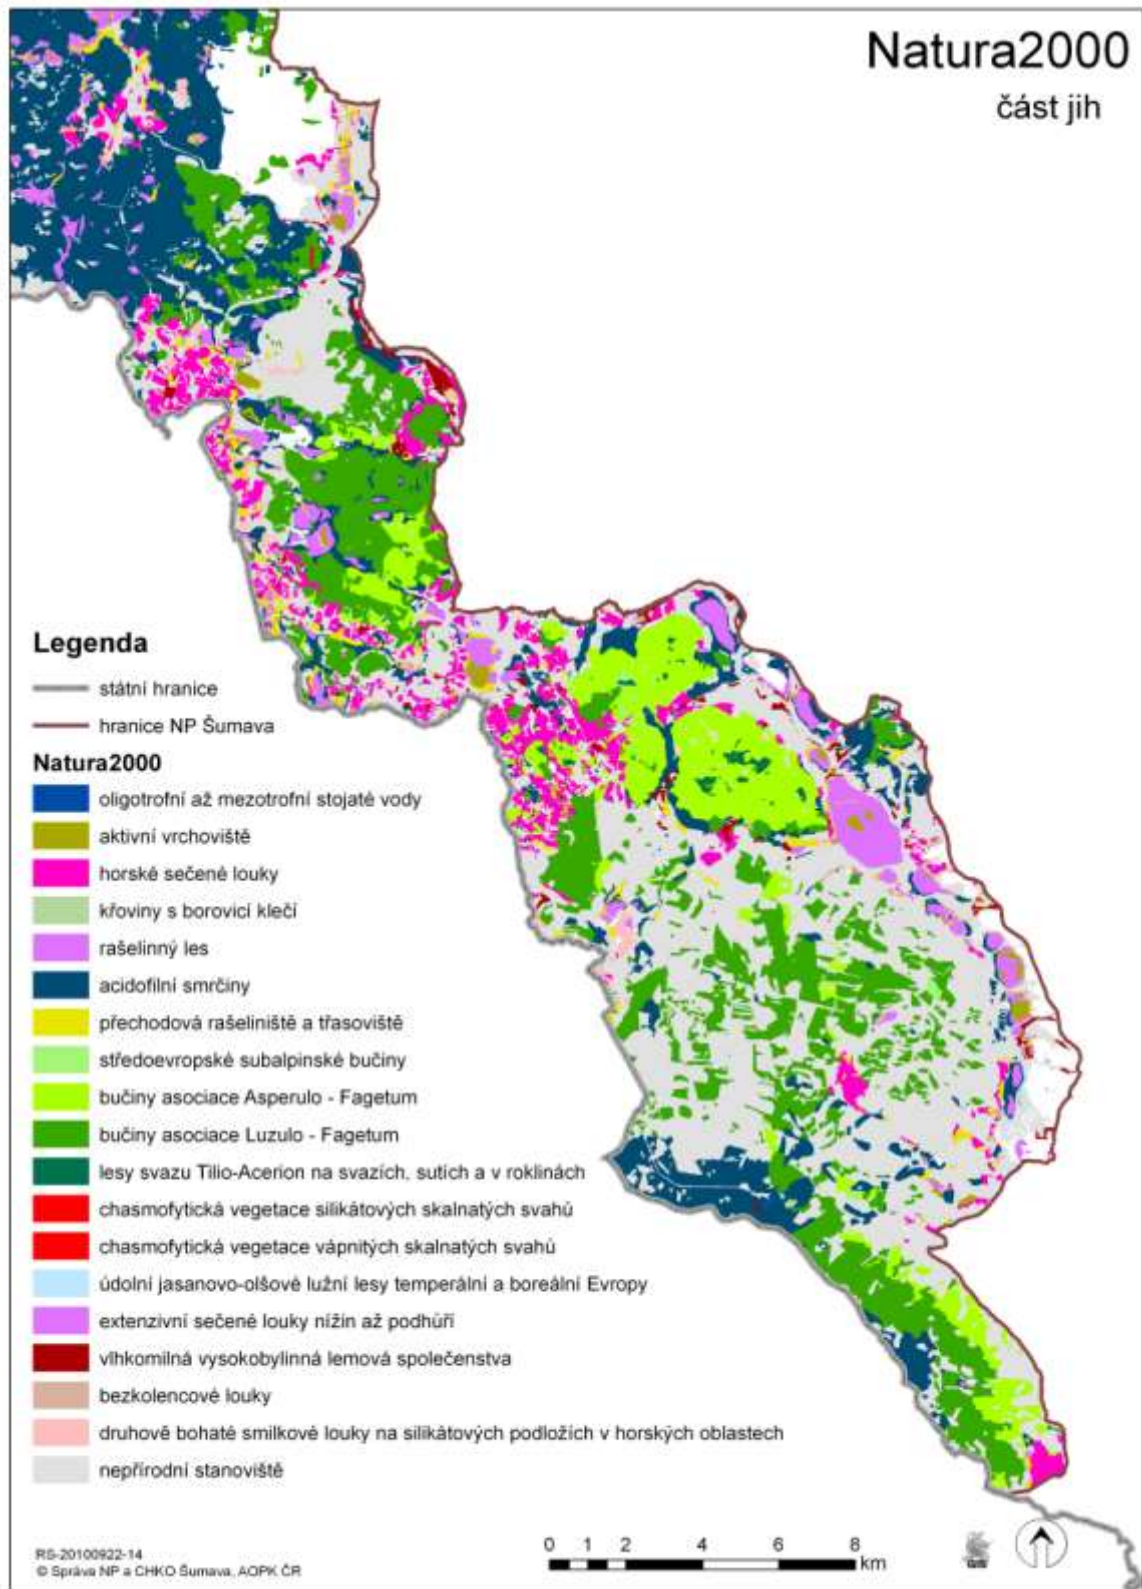 Natura2000
část jih
Legenda
státní hranice
hranice NP Šumava
Natura2000
oligotrofní až mezotrofní stojaté vody
aktivní vrchoviště
horské sečené louky
křoviny s borovicí klečí
rašelinný les
acidofilní smrčiny
přechodová rašeliniště a třasoviště
středoevropské subalpinské bučiny
bučiny asociace Asperulo - Fagetum
bučiny asociace Luzulo - Fagetum
lesy svazu Tilio-Acerion na svazích, sutích a v roklinách
chasmofytická vegetace silikátových skalnatých svahů
chasmofytická vegetace vápnitých skalnatých svahů
údolní jasanovo-olšové lužní lesy temperální a boreální Evropy
extenzivní sečené louky nížin až podhůří
vlhkomilná vysokobylinná lemová společenstva
bezkolencové louky
druhově bohaté smilkové louky na silikátových podložích v horských oblastech
nepřírodní stanoviště
RS-20100922-14
© Správa NP a CHKO Šumava, AOPK ČR
0 1 2 4 6 8
km
GIS